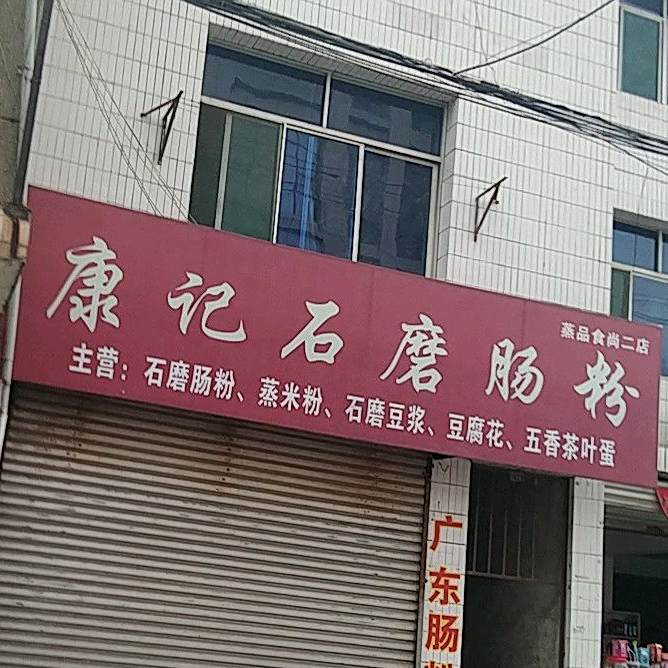 蒸品食尚二店
康记石磨肠粉
主营：石磨肠粉、蒸米粉、石磨豆浆、豆腐花、五香茶叶蛋
广东肠粉